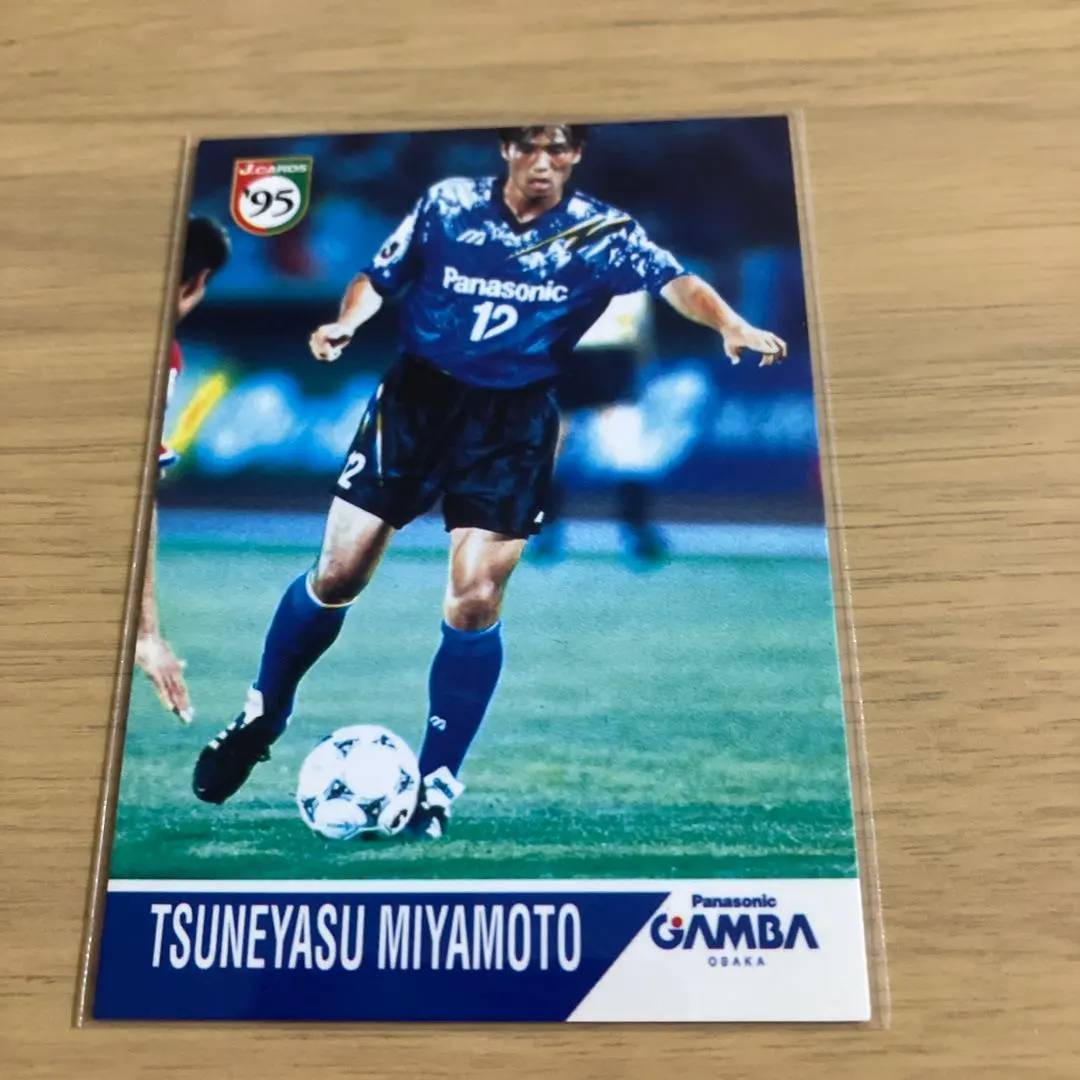 J.CARDS
'95
Panasonic
12
2
TSUNEYASU MIYAMOTO
Panasonic
GAMBA
OSAKA